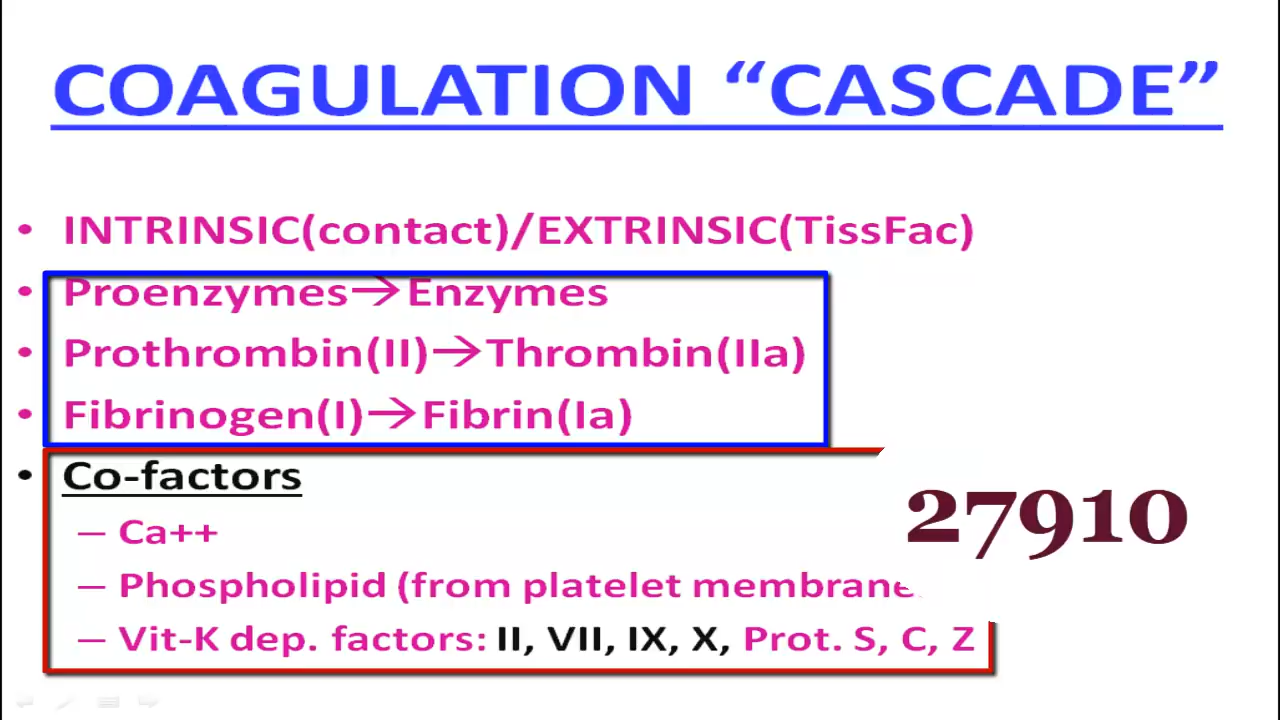 COAGULATION “CASCADE”
• INTRINSIC(contact)/EXTRINSIC(TissFac)
• Proenzymes→Enzymes
• Prothrombin(II)→Thrombin(IIa)
• Fibrinogen(I)→Fibrin(Ia)
• Co-factors
– Ca++
27910
– Phospholipid (from platelet membrane
– Vit-K dep. factors: II, VII, IX, X, Prot. S, C, Z